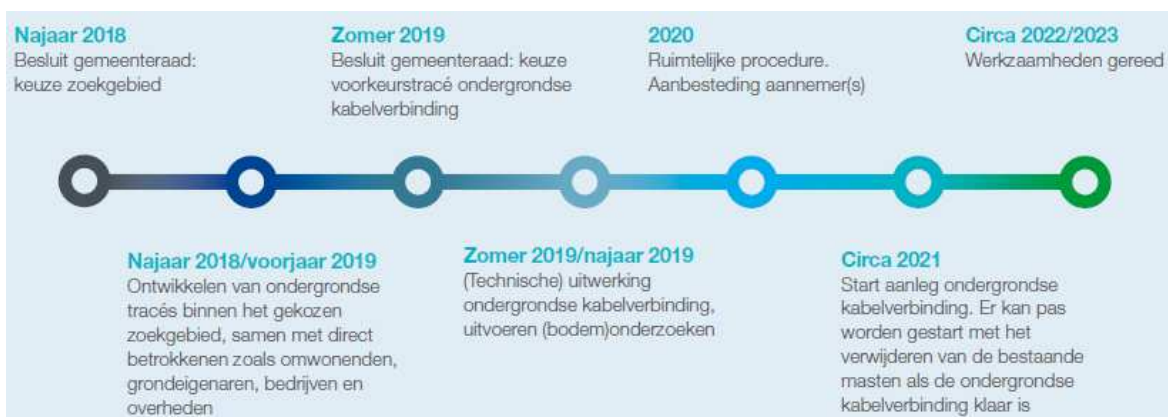 Najaar 2018
Besluit gemeenteraad:
keuze zoekgebied
Najaar 2018/voorjaar 2019
Ontwikkelen van ondergrondse
tracés binnen het gekozen
zoekgebied, samen met direct
betrokkenen zoals omwonenden,
grondeigenaren, bedrijven en
overheden
Zomer 2019
Besluit gemeenteraad: keuze
voorkeurstracé ondergrondse
kabelverbinding
Zomer 2019/najaar 2019
(Technische) uitwerking
ondergrondse kabelverbinding,
uitvoeren (bodem)onderzoeken
2020
Ruimtelijke procedure.
Aanbesteding aannemer(s)
Circa 2021
Start aanleg ondergrondse
kabelverbinding. Er kan pas
worden gestart met het
verwijderen van de bestaande
masten als de ondergrondse
kabelverbinding klaar is
Circa 2022/2023
Werkzaamheden gereed